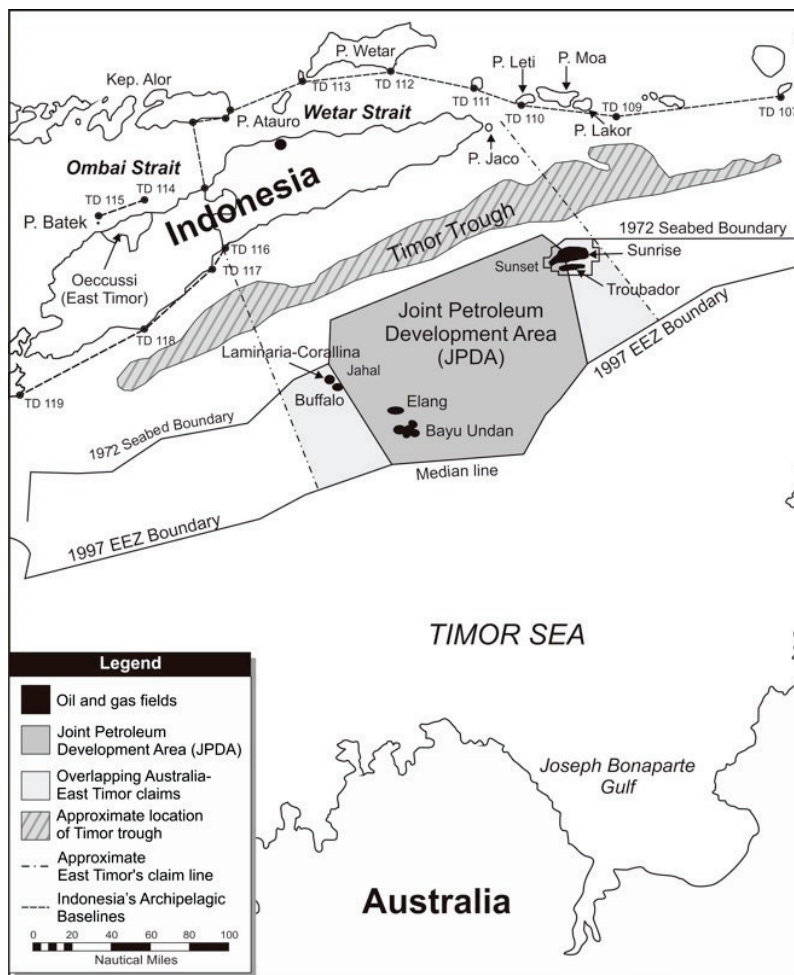 P. Wetar
P. Leti
P. Moa
Kep. Alor
TD 113
TD 112
TD 111
TD 110
TD 109
TD 107
P. Atauro
Wetar Strait
P. Lakor
P. Jaco
Ombai Strait
TD 115
TD 114
P. Batek
Indonesia
Oeccussi
(East Timor)
TD 116
TD 117
TD 118
TD 119
Timor Trough
1972 Seabed Boundary
Sunset
Sunrise
Troubador
Joint Petroleum
Development Area
(JPDA)
1997 EEZ Boundary
Laminaria-Corallina
Jahal
Buffalo
Elang
Bayu Undan
1972 Seabed Boundary
Median line
1997 EEZ Boundary
TIMOR SEA
Joseph Bonaparte
Gulf
Australia
Legend
Oil and gas fields
Joint Petroleum
Development Area (JPDA)
Overlapping Australia-
East Timor claims
Approximate location
of Timor trough
Approximate
East Timor's claim line
Indonesia's Archipelagic
Baselines
0 20 40 60 80 100
Nautical Miles